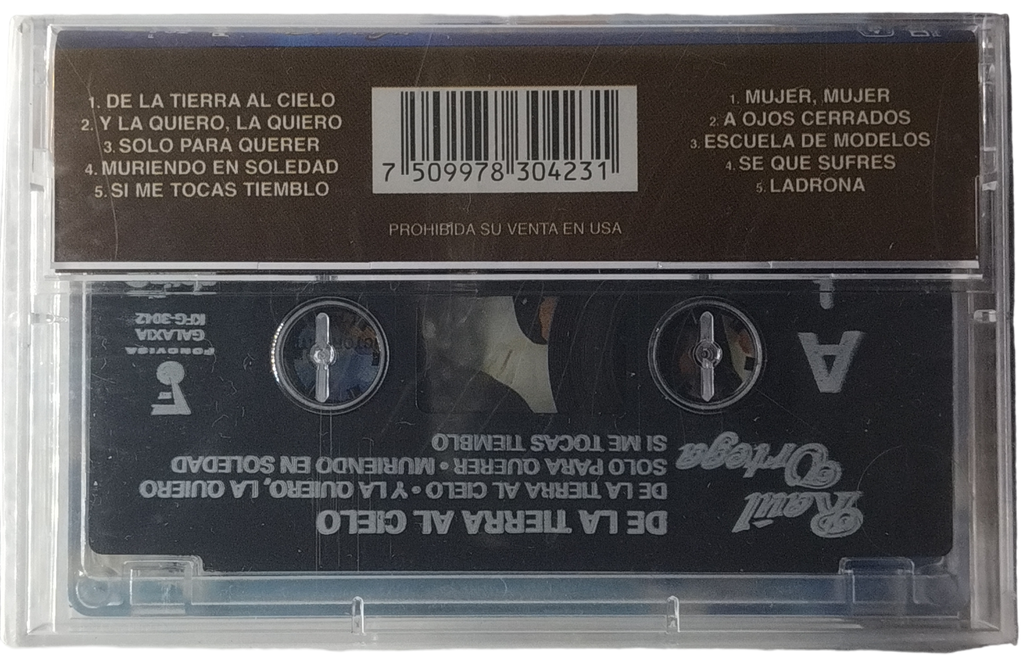 1. DE LA TIERRA AL CIELO
2. Y LA QUIERO, LA QUIERO
3. SOLO PARA QUERER
4. MURIENDO EN SOLEDAD
5. SI ME TOCAS TIEMBLO
7 509978 304231
1. MUJER, MUJER
2. A OJOS CERRADOS
3. ESCUELA DE MODELOS
4. SE QUE SUFRES
5. LADRONA
PROHIBIDA SU VENTA EN USA
Raúl
Ortega
DE LA TIERRA AL CIELO
DE LA TIERRA AL CIELO • Y LA QUIERO, LA QUIERO
SOLO PARA QUERER • MURIENDO EN SOLEDAD
SI ME TOCAS TIEMBLO
A
F
FONOVISA
GALAXIA
KFG-3042